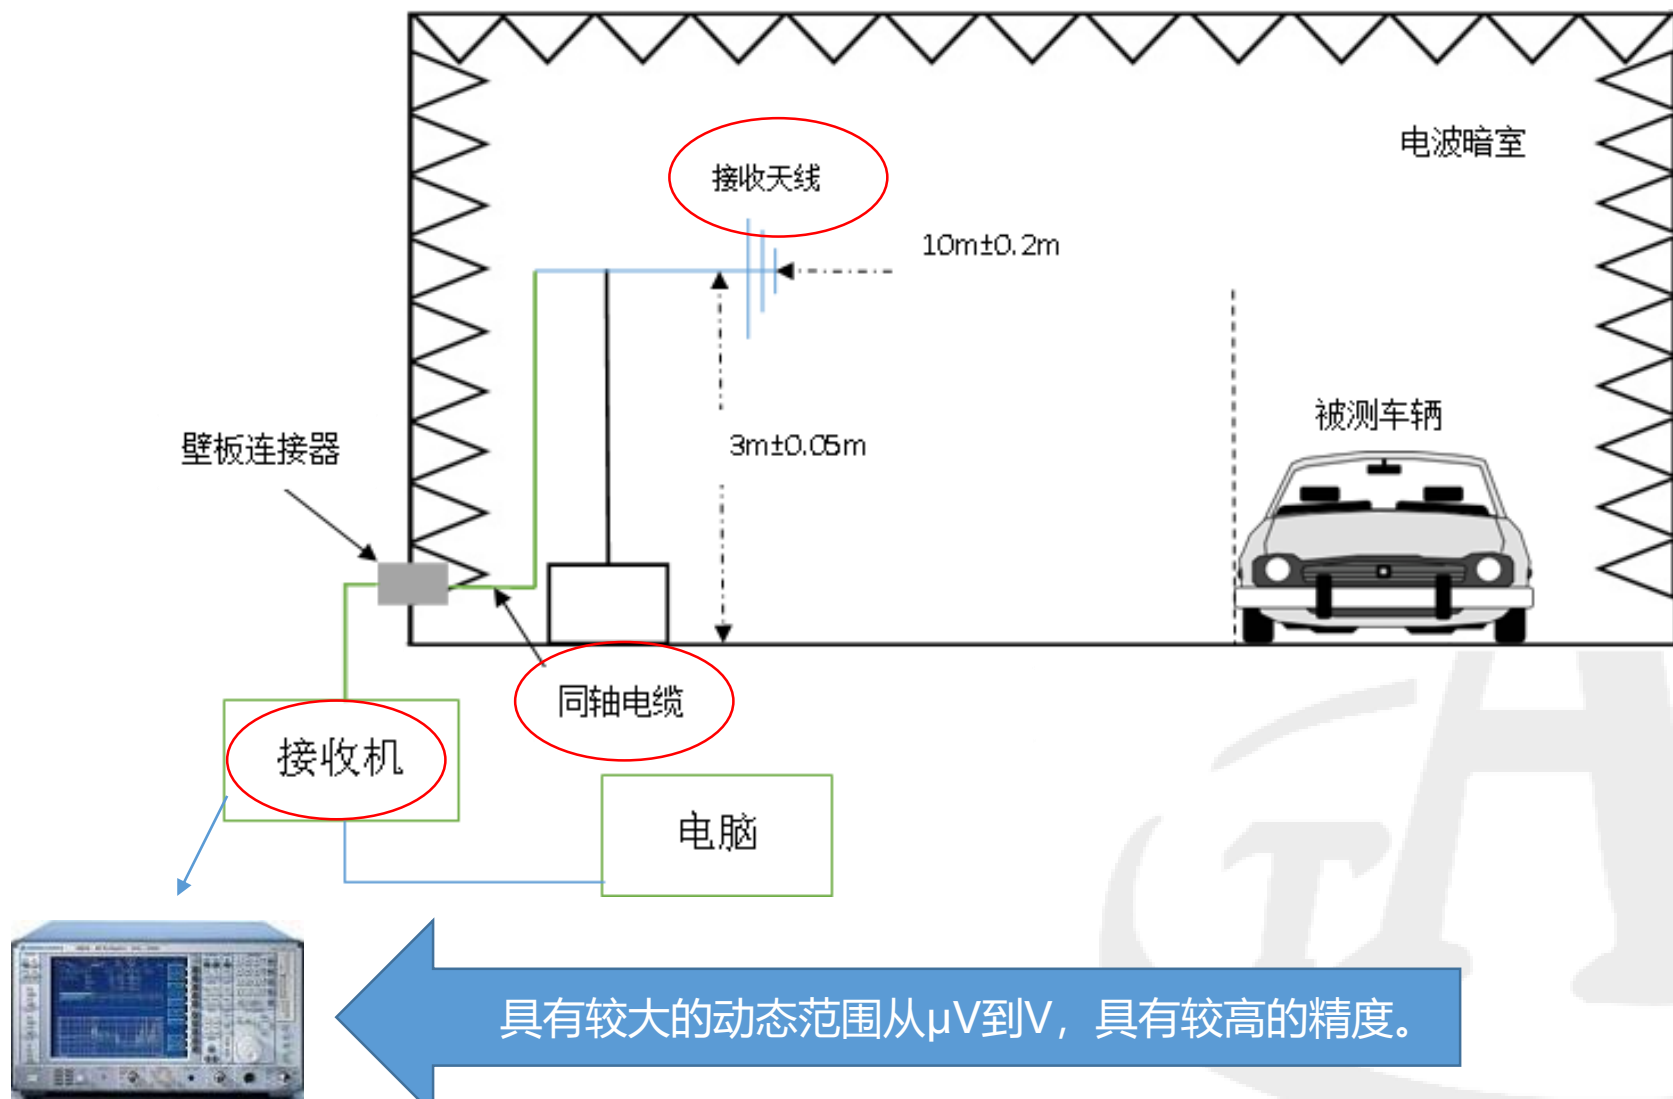 电波暗室
接收天线
10m±0.2m
被测车辆
壁板连接器
3m±0.05m
同轴电缆
接收机
电脑
具有较大的动态范围从μV到V，具有较高的精度。